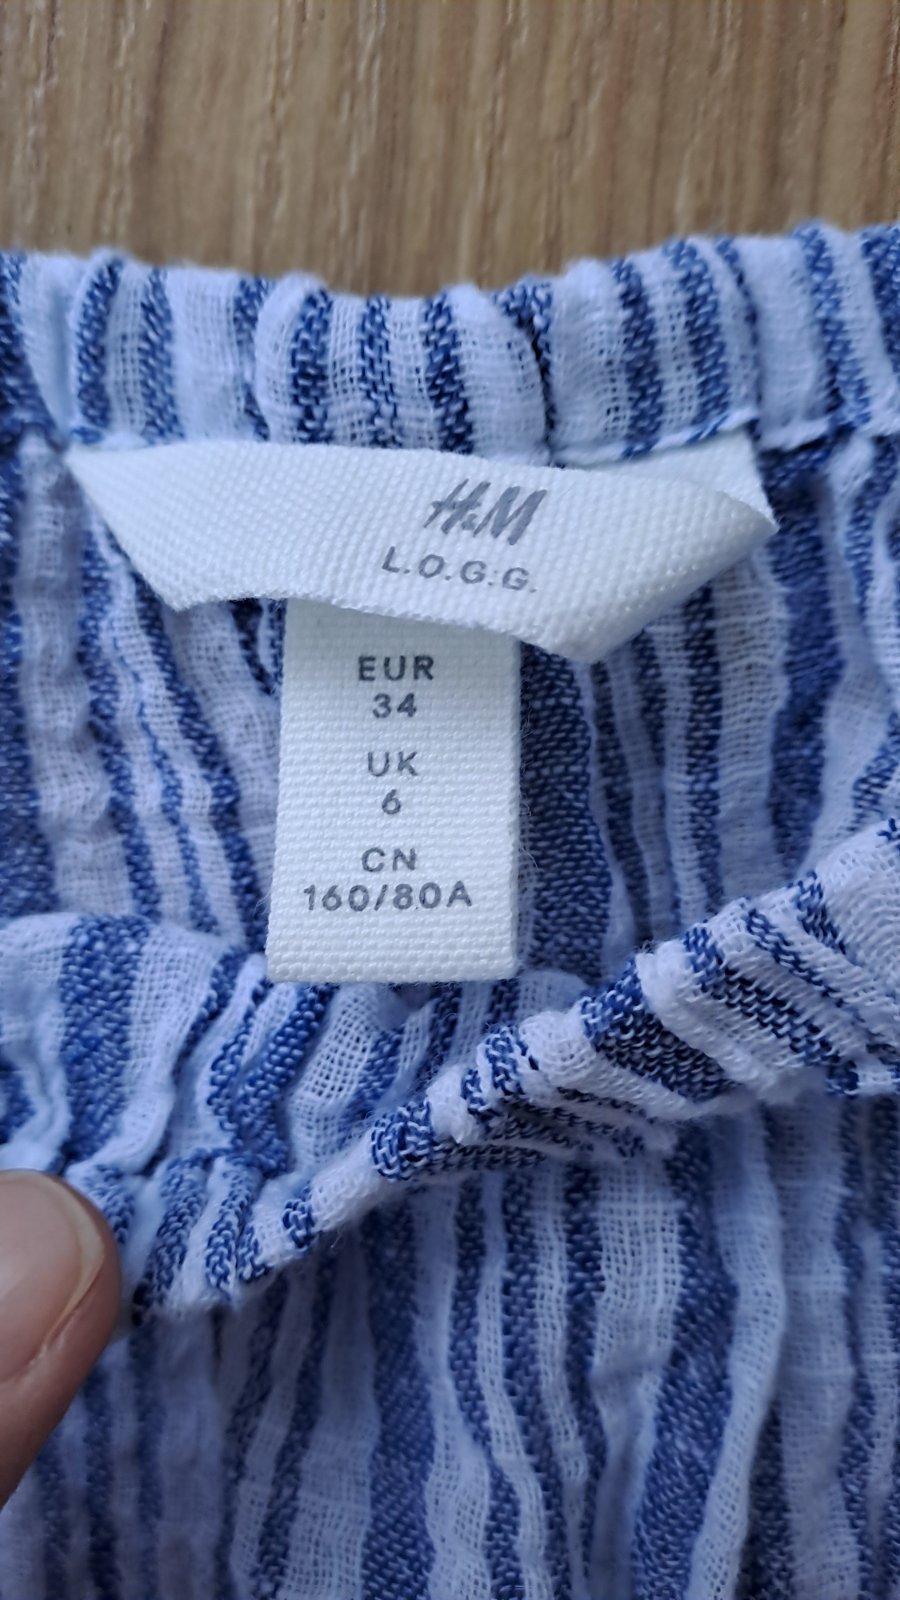 H&M
L.O.G.G.
EUR
34
UK
6
CN
160/80A